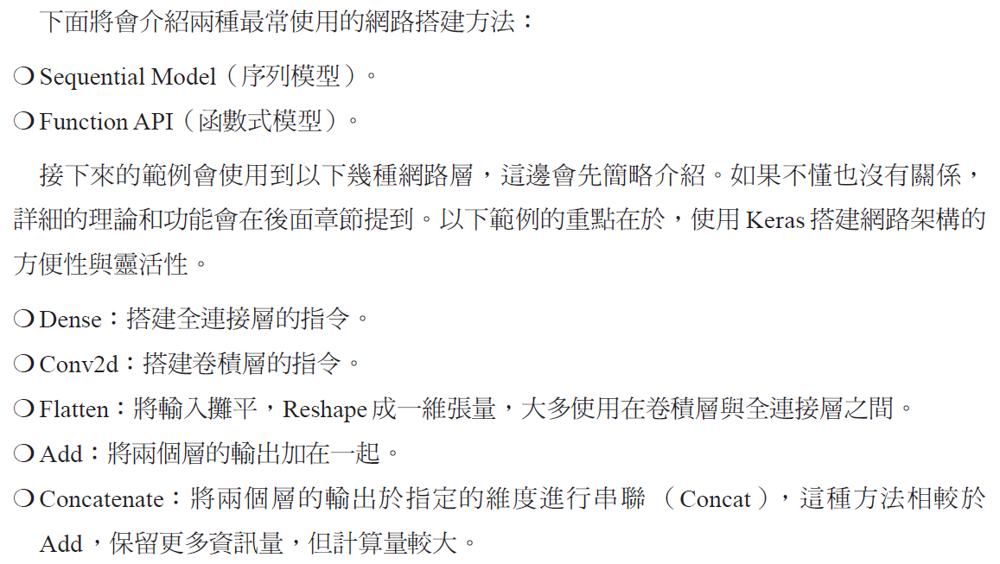 下面將會介紹兩種最常使用的網路搭建方法：
❍ Sequential Model（序列模型）。
❍ Function API（函數式模型）。
接下來的範例會使用到以下幾種網路層，這邊會先簡略介紹。如果不懂也沒有關係，
詳細的理論和功能會在後面章節提到。以下範例的重點在於，使用 Keras 搭建網路架構的
方便性與靈活性。
❍ Dense：搭建全連接層的指令。
❍ Conv2d：搭建卷積層的指令。
❍ Flatten：將輸入攤平，Reshape 成一維張量，大多使用在卷積層與全連接層之間。
❍ Add：將兩個層的輸出加在一起。
❍ Concatenate：將兩個層的輸出於指定的維度進行串聯 （Concat），這種方法相較於
Add，保留更多資訊量，但計算量較大。